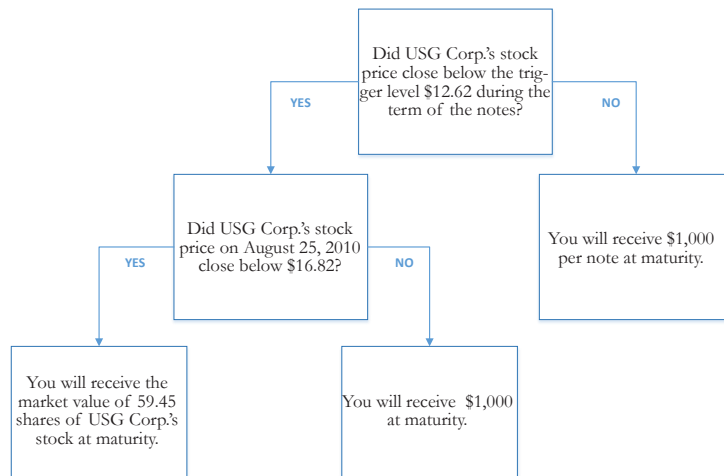 Did USG Corp.'s stock
price close below the trig-
ger level $12.62 during the
term of the notes?
YES
NO
Did USG Corp.'s stock
price on August 25, 2010
close below $16.82?
You will receive $1,000
per note at maturity.
YES
NO
You will receive the
market value of 59.45
shares of USG Corp.'s
stock at maturity.
You will receive $1,000
at maturity.